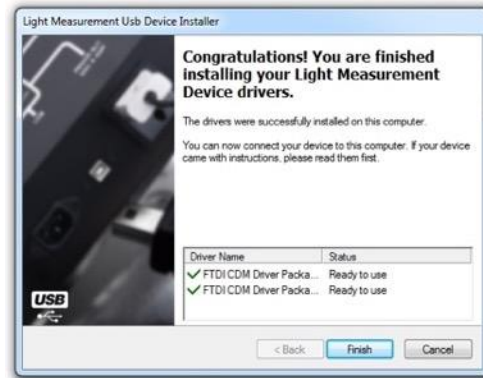 Light Measurement Usb Device Installer
Congratulations! You are finished
installing your Light Measurement
Device drivers.
The drivers were successfully installed on this computer.
You can now connect your device to this computer. If your device
came with instructions, please read them first.
Driver Name Status
FTDI CDM Driver Packa... Ready to use
FTDI CDM Driver Packa... Ready to use
USB
< Back Finish Cancel